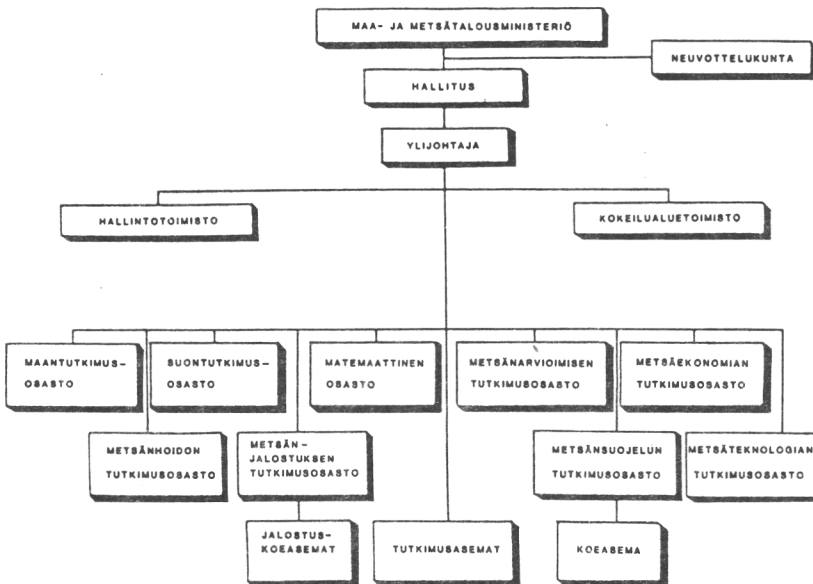 MAA- JA METSÄTALOUSMINISTERIÖ
NEUVOTTELUKUNTA
HALLITUS
YLIJOHTAJA
HALLINTOTOIMISTO
KOKEILUALUETOIMISTO
MAANTUTKIMUS-
OSASTO
SUONTUTKIMUS-
OSASTO
MATEMAATTINEN
OSASTO
METSÄNARVIOIMISEN
TUTKIMUSOSASTO
METSÄEKONOMIAN
TUTKIMUSOSASTO
METSÄNHOIDON
TUTKIMUSOSASTO
METSÄN-
JALOSTUKSEN
TUTKIMUSOSASTO
METSÄNSUOJELUN
TUTKIMUSOSASTO
METSÄTEKNOLOGIAN
TUTKIMUSOSASTO
JALOSTUS-
KOEASEMAT
TUTKIMUSASEMAT
KOEASEMA